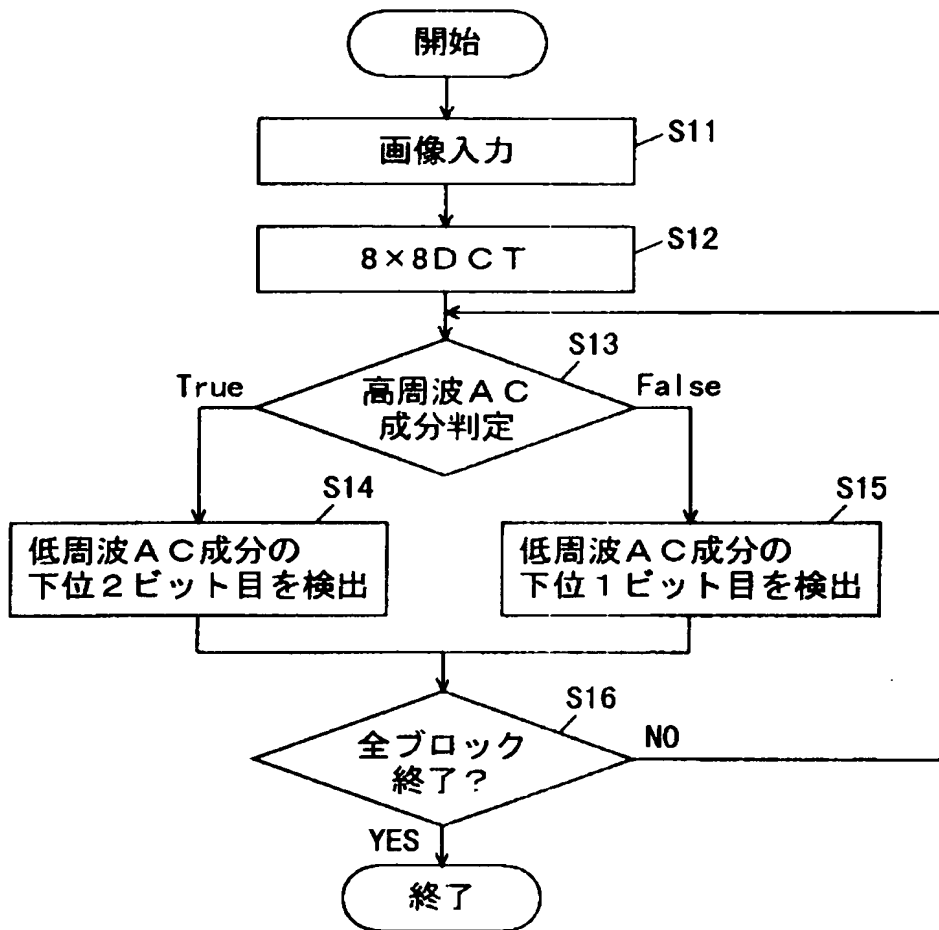 開始
画像入力
S11
8×8DCT
S12
S13
True
False
高周波AC
成分判定
S14
S15
低周波AC成分の
下位2ビット目を検出
低周波AC成分の
下位1ビット目を検出
S16
全ブロック
終了?
NO
YES
終了